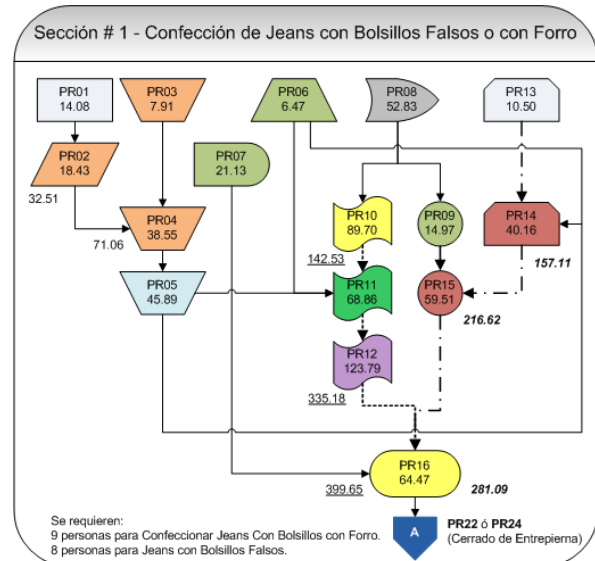 Sección # 1 - Confección de Jeans con Bolsillos Falsos o con Forro
PR01
14.08
PR03
7.91
PR06
6.47
PR08
52.83
PR13
10.50
PR02
18.43
PR07
21.13
32.51
PR04
38.55
71.06
PR10
89.70
PR09
14.97
PR14
40.16
142.53
157.11
PR05
45.89
PR11
68.86
PR15
59.51
216.62
PR12
123.79
335.18
PR16
64.47
399.65
281.09
A
PR22 ó PR24
(Cerrado de Entrepierna)
Se requieren:
9 personas para Confeccionar Jeans Con Bolsillos con Forro.
8 personas para Jeans con Bolsillos Falsos.